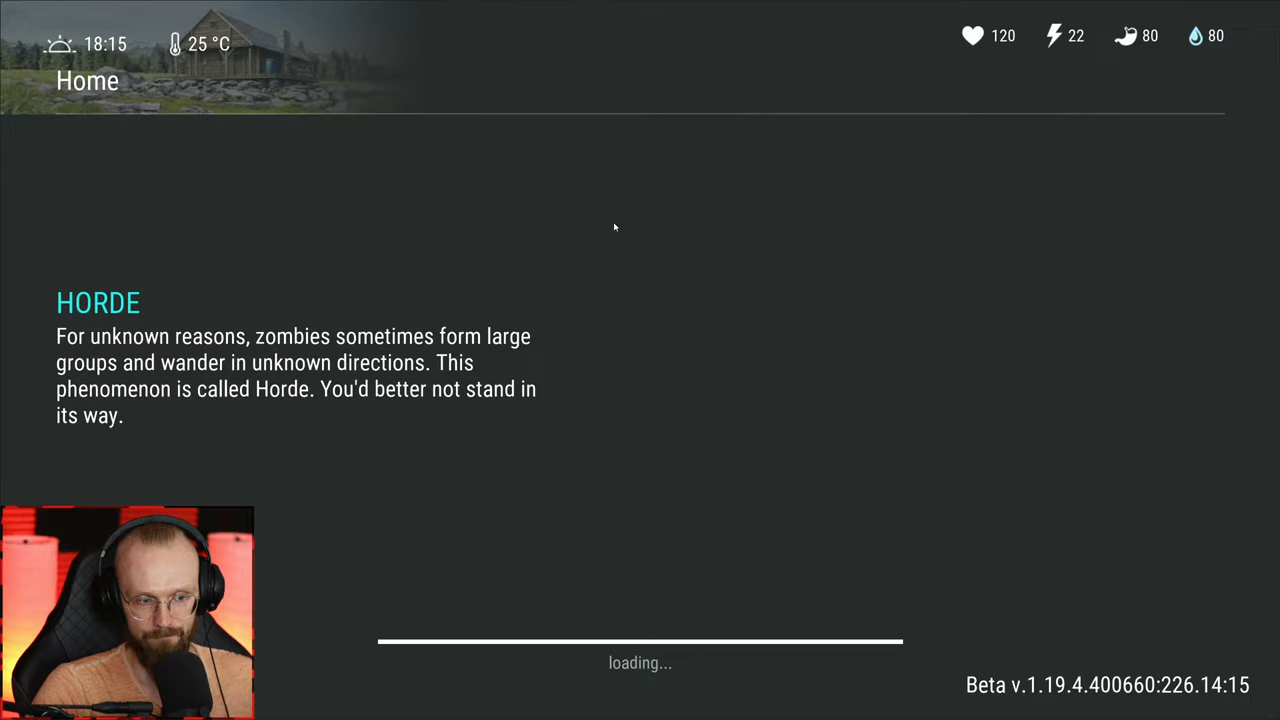 18:15 25 °C 120 22 80 80
Home
HORDE
For unknown reasons, zombies sometimes form large
groups and wander in unknown directions. This
phenomenon is called Horde. You'd better not stand in
its way.
loading...
Beta v.1.19.4.400660:226.14:15